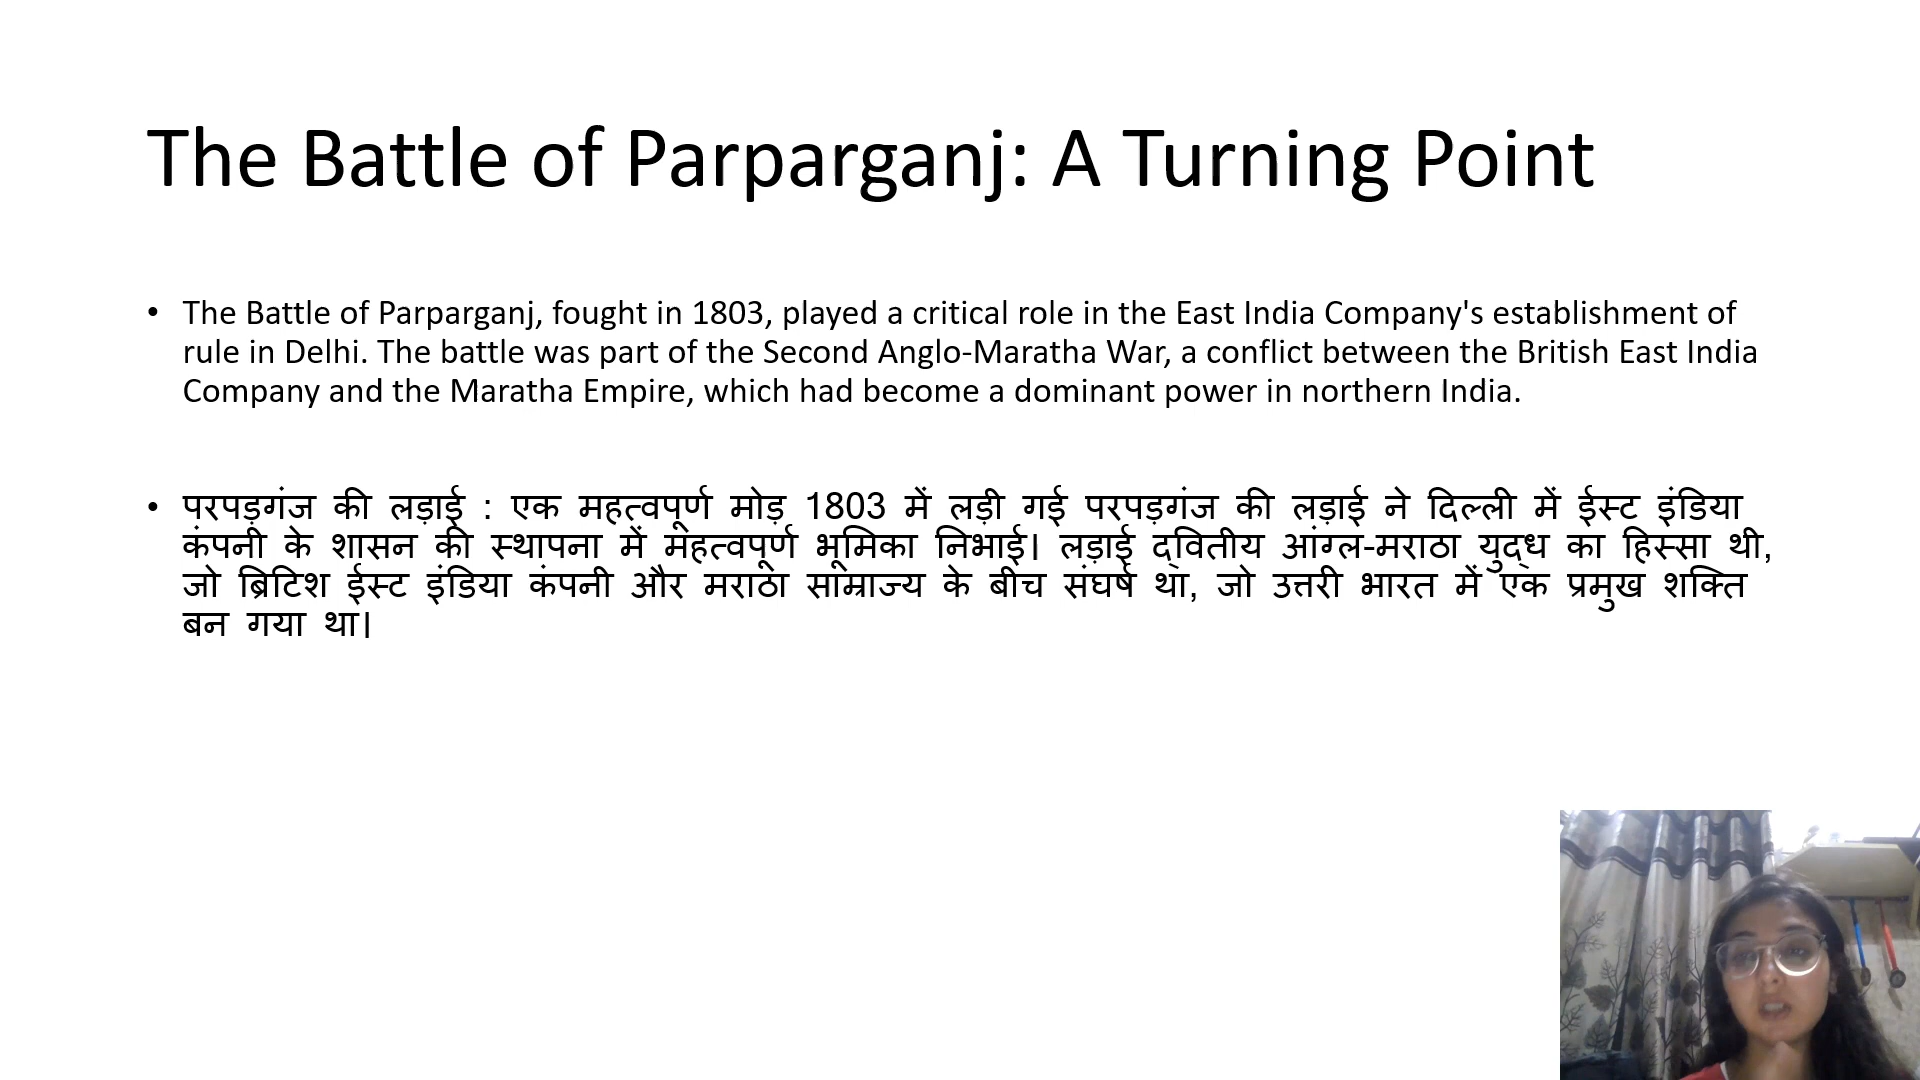 The Battle of Parparganj: A Turning Point
• The Battle of Parparganj, fought in 1803, played a critical role in the East India Company's establishment of
rule in Delhi. The battle was part of the Second Anglo-Maratha War, a conflict between the British East India
Company and the Maratha Empire, which had become a dominant power in northern India.
• परपड़गंज की लड़ाई : एक महत्वपूर्ण मोड़ 1803 में लड़ी गई परपड़गंज की लड़ाई ने दिल्ली में ईस्ट इंडिया
कंपनी के शासन की स्थापना में महत्वपूर्ण भूमिका निभाई। लड़ाई द्वितीय आंग्ल-मराठा युद्ध का हिस्सा थी,
जो ब्रिटिश ईस्ट इंडिया कंपनी और मराठा साम्राज्य के बीच संघर्ष था, जो उत्तरी भारत में एक प्रमुख शक्ति
बन गया था।